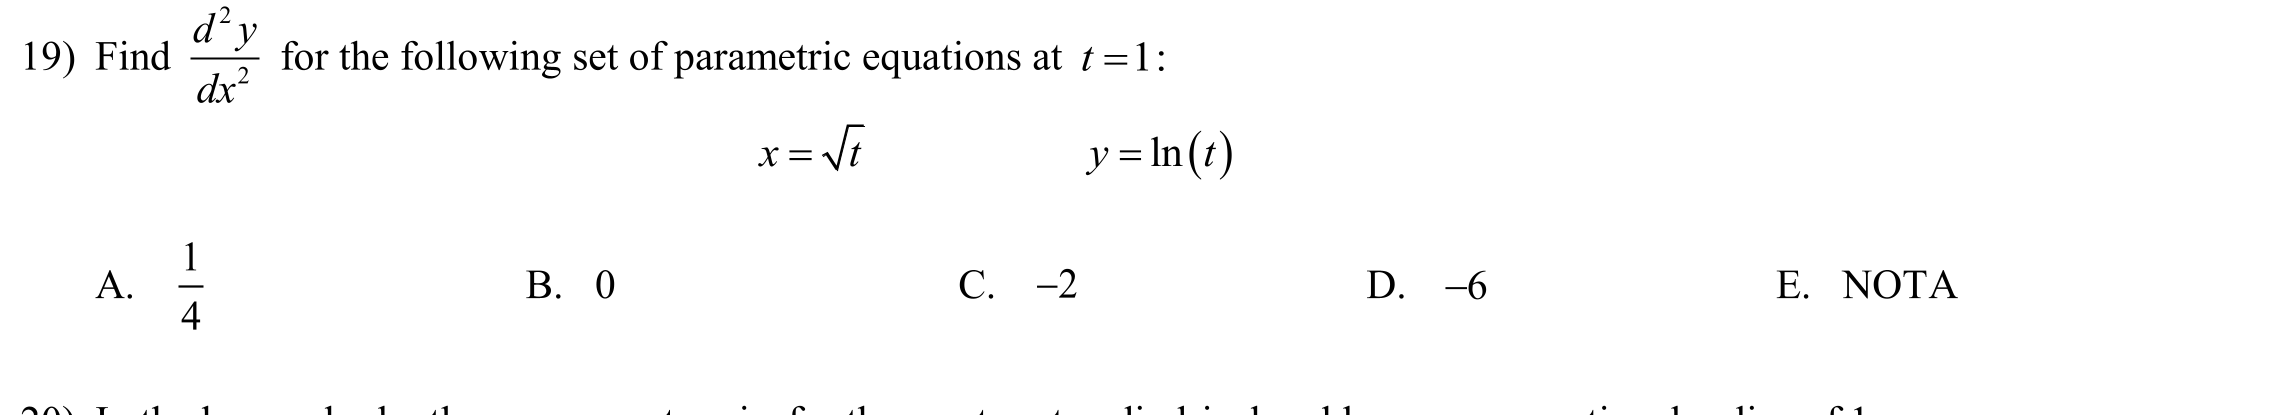 19) Find d²y/dx² for the following set of parametric equations at t = 1:
x = √t y = ln(t)
A. 1/4 B. 0 C. –2 D. –6 E. NOTA